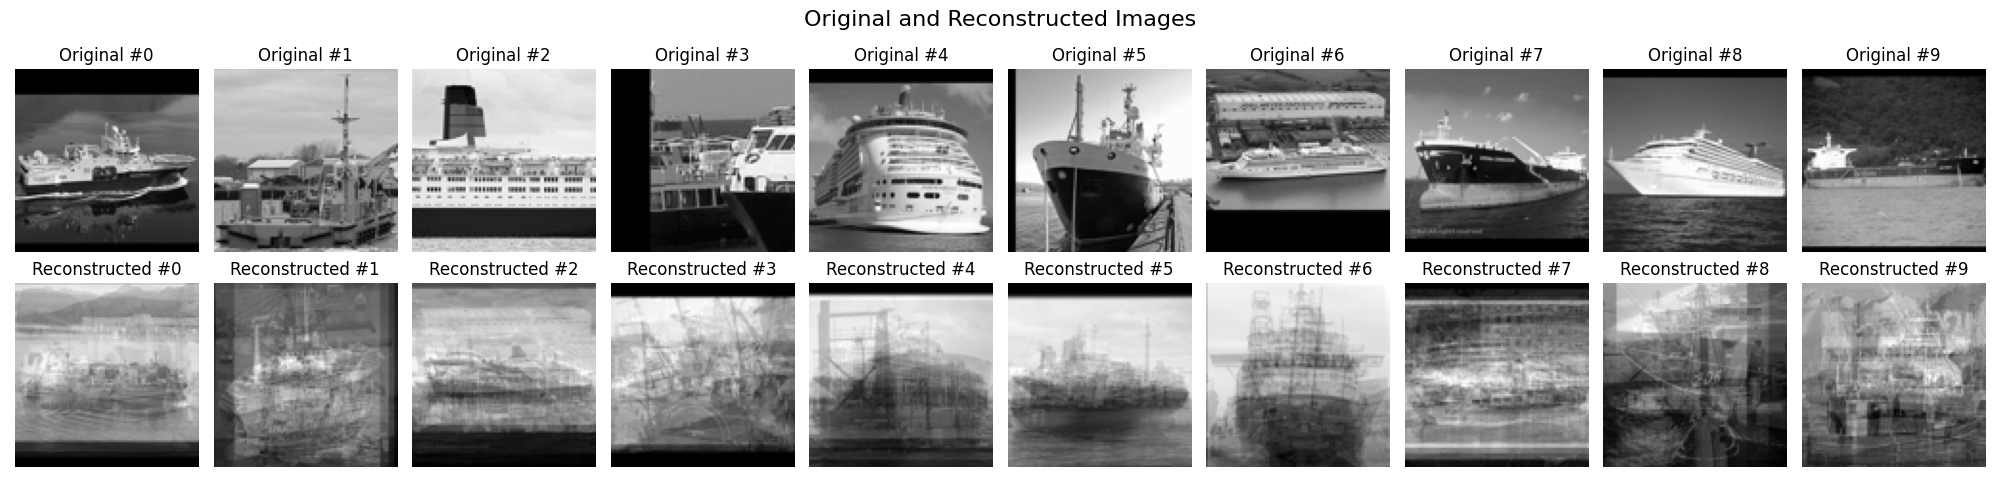 Original and Reconstructed Images
Original #0 Original #1 Original #2 Original #3 Original #4 Original #5 Original #6 Original #7 Original #8 Original #9
Reconstructed #0 Reconstructed #1 Reconstructed #2 Reconstructed #3 Reconstructed #4 Reconstructed #5 Reconstructed #6 Reconstructed #7 Reconstructed #8 Reconstructed #9